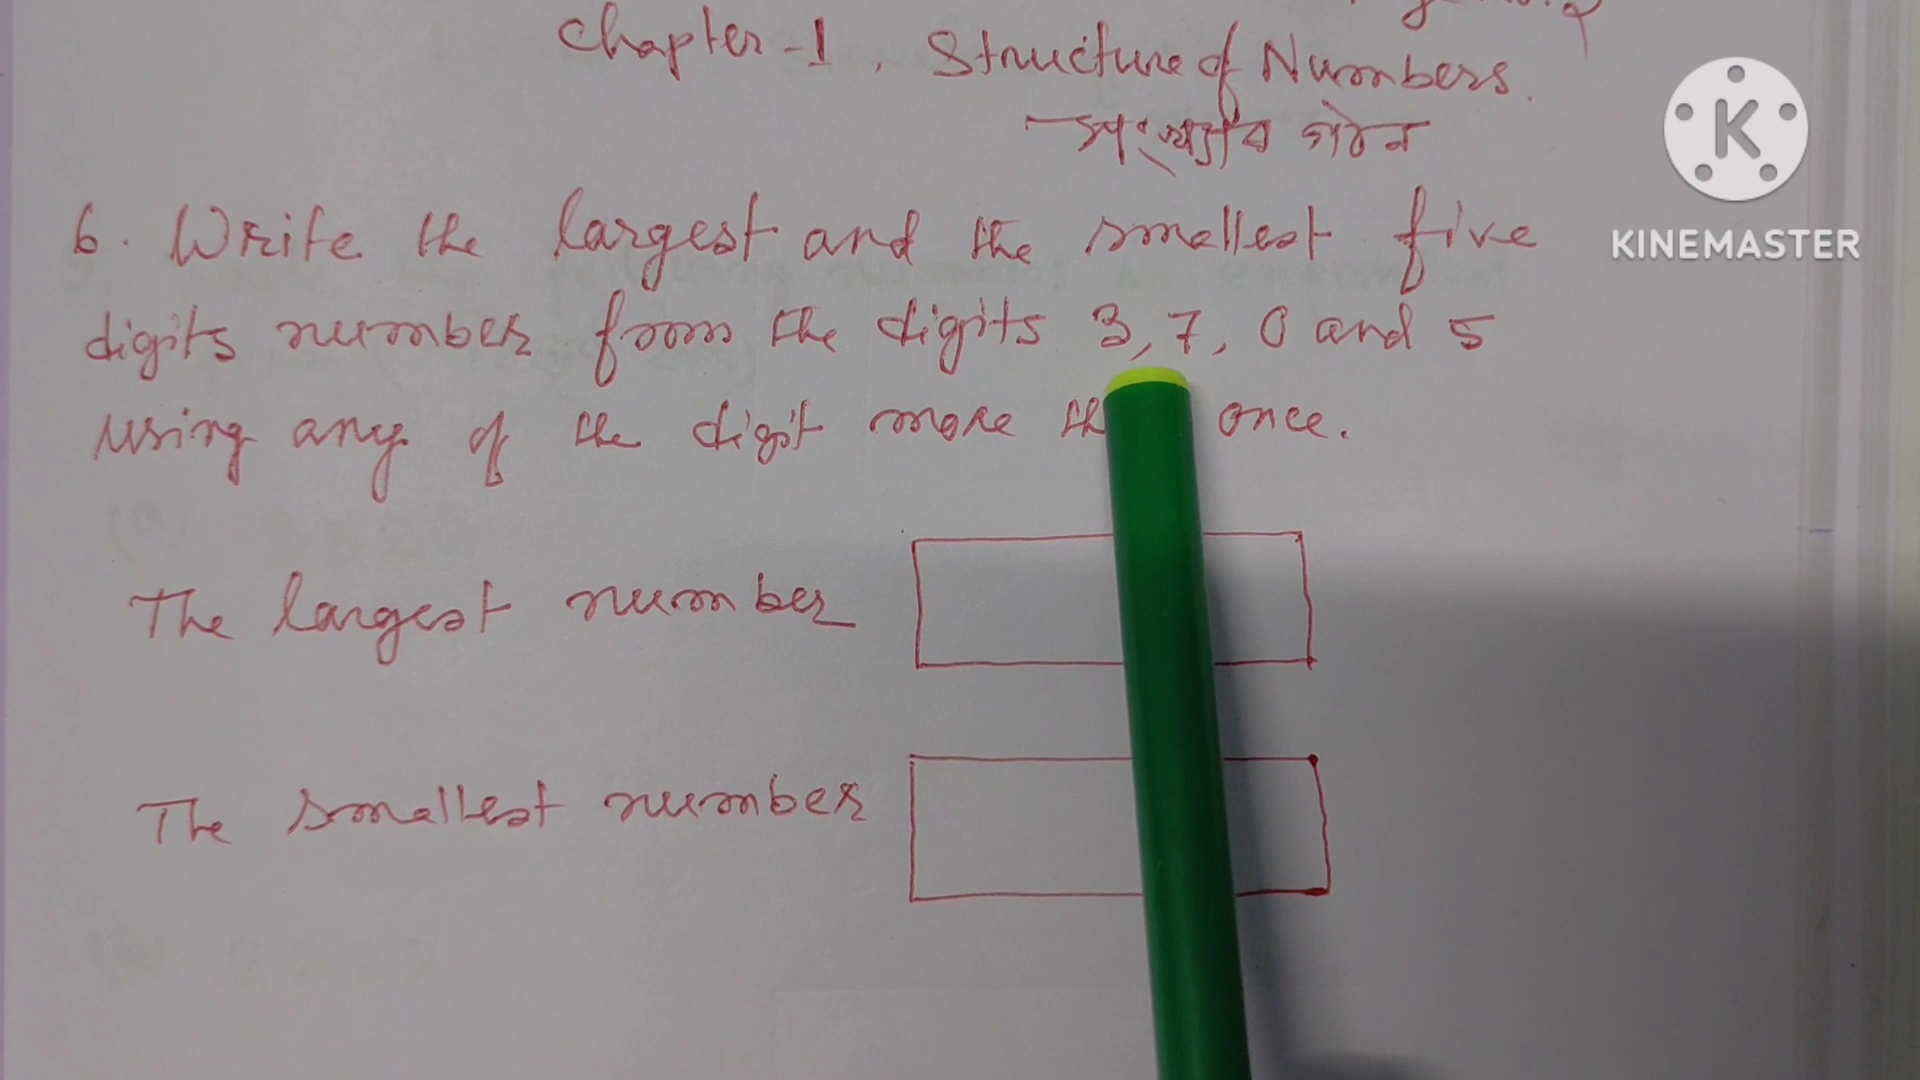 Chapter-1, Structure of Numbers.
সংখ্যাৰ গঠন
K
KINEMASTER
6. Write the largest and the smallest five
digits number from the digits 3, 7, 0 and 5
using any of the digit more once.
The largest number
The smallest number